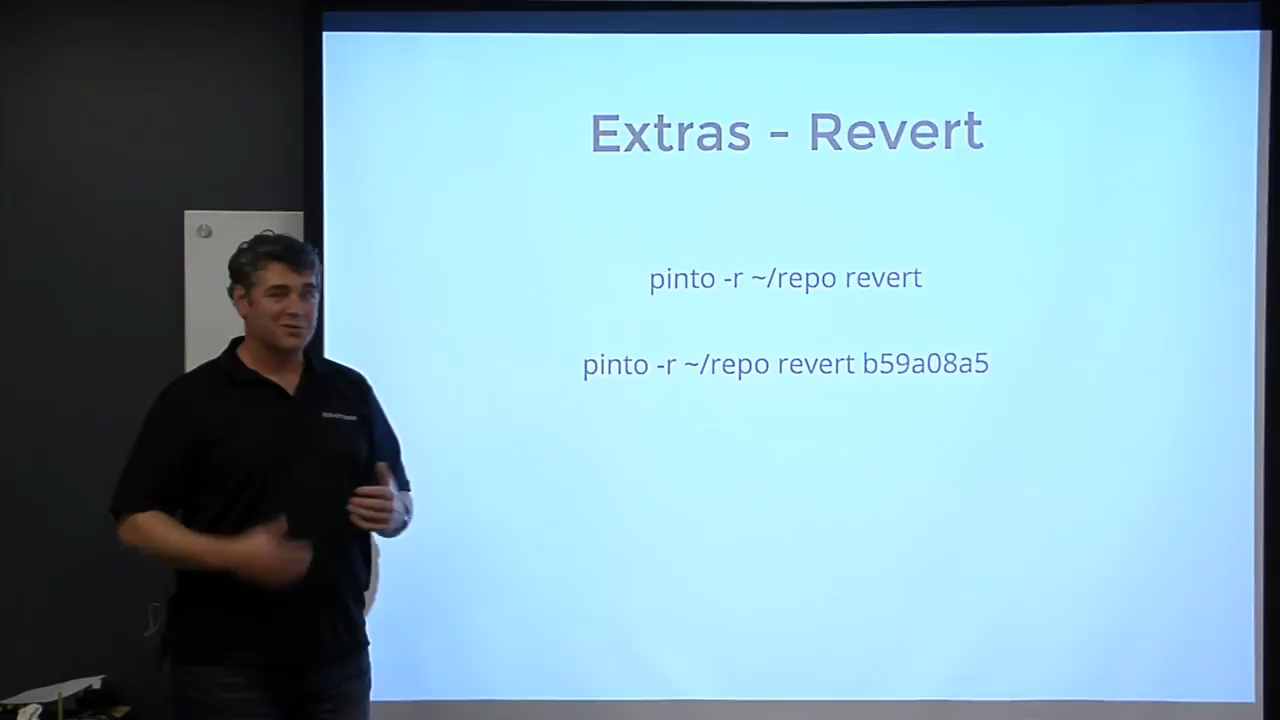 Extras - Revert
pinto -r ~/repo revert
pinto -r ~/repo revert b59a08a5